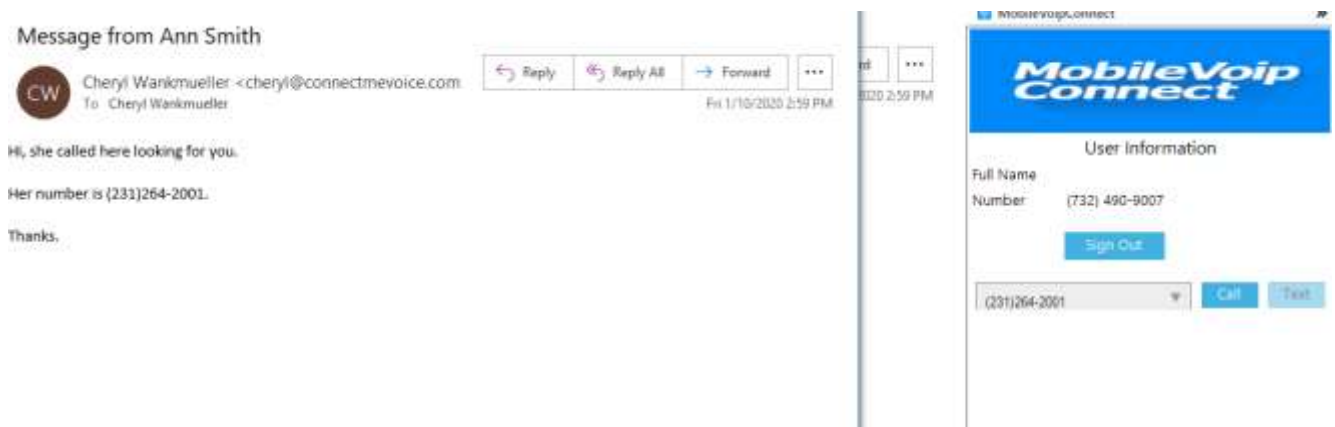 Message from Ann Smith
CW
Cheryl Wankmueller <cheryl@connectmevoice.com
To Cheryl Wankmueller
Reply
Reply All
Forward
...
Fri 1/10/2020 2:59 PM
Hi, she called here looking for you.
Her number is (231)264-2001.
Thanks.
rd
...
2020 2:59 PM
MobileVoipConnect
MobileVoip
Connect
User Information
Full Name
Number (732) 490-9007
Sign Out
(231)264-2001
Call
Text